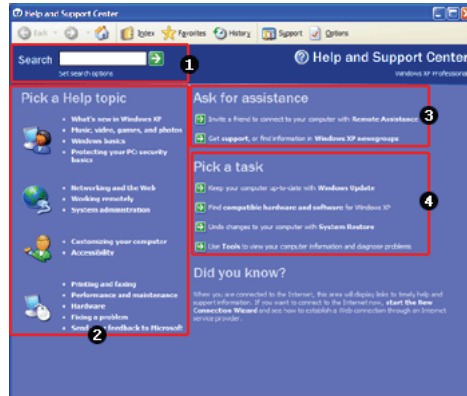 Help and Support Center
Back
Index
Favorites
History
Support
Options
Search
Set search options
1
Help and Support Center
Windows XP Professional
Pick a Help topic
What's new in Windows XP
Music, video, games, and photos
Windows basics
Protecting your PC: security
basics
Networking and the Web
Working remotely
System administration
Customizing your computer
Accessibility
Printing and faxing
Performance and maintenance
Hardware
Fixing a problem
Send your feedback to Microsoft
2
Ask for assistance
Invite a friend to connect to your computer with Remote Assistance
3
Get support, or find information in Windows XP newsgroups
Pick a task
Keep your computer up-to-date with Windows Update
Find compatible hardware and software for Windows XP
4
Undo changes to your computer with System Restore
Use Tools to view your computer information and diagnose problems
Did you know?
When you are connected to the Internet, this area will display links to timely help and
support information. If you want to connect to the Internet now, start the New
Connection Wizard and see how to establish a Web connection through an Internet
service provider.